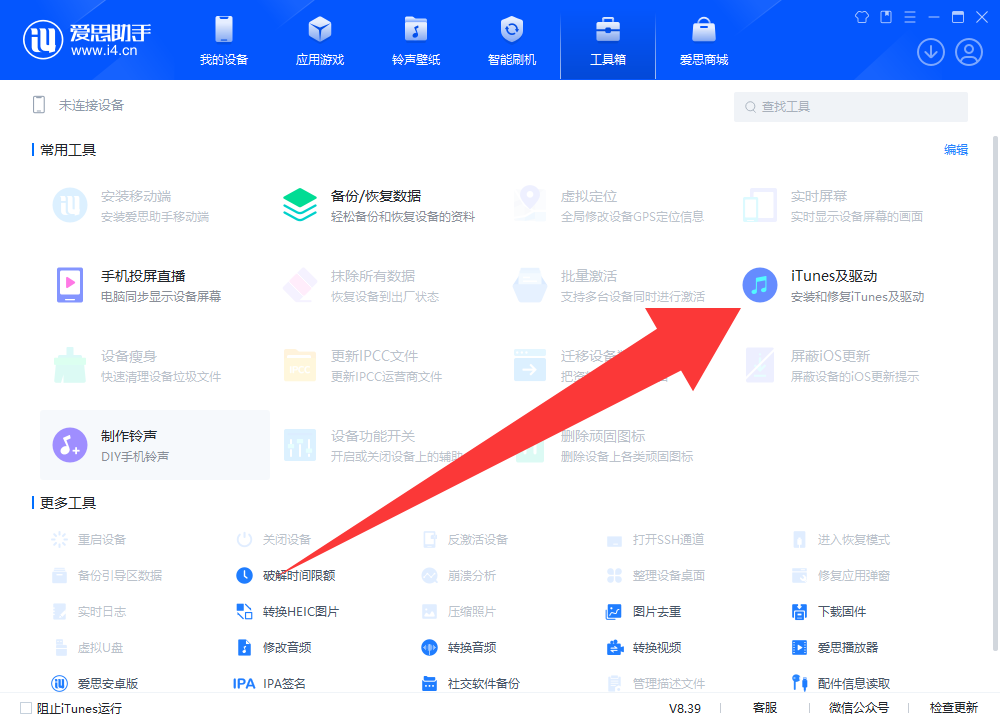 爱思助手
www.i4.cn
我的设备
应用游戏
铃声壁纸
智能刷机
工具箱
爱思商城
未连接设备
查找工具
常用工具
编辑
安装移动端
安装爱思助手移动端
备份/恢复数据
轻松备份和恢复设备的资料
虚拟定位
全局修改设备GPS定位信息
实时屏幕
实时显示设备屏幕的画面
手机投屏直播
电脑同步显示设备屏幕
抹除所有数据
恢复设备到出厂状态
批量激活
支持多台设备同时进行激活
iTunes及驱动
安装和修复iTunes及驱动
设备瘦身
快速清理设备垃圾文件
更新IPCC文件
更新IPCC运营商文件
迁移设备
把资
屏蔽iOS更新
屏蔽设备的iOS更新提示
制作铃声
DIY手机铃声
设备功能开关
开启或关闭设备上的辅助
删除顽固图标
删除设备上各类顽固图标
更多工具
重启设备
关闭设备
反激活设备
打开SSH通道
进入恢复模式
备份引导区数据
破解时间限额
崩溃分析
整理设备桌面
修复应用弹窗
实时日志
转换HEIC图片
压缩照片
图片去重
下载固件
虚拟U盘
修改音频
转换音频
转换视频
爱思播放器
爱思安卓版
IPA IPA签名
社交软件备份
管理描述文件
配件信息读取
阻止iTunes运行
V8.39
客服
微信公众号
检查更新